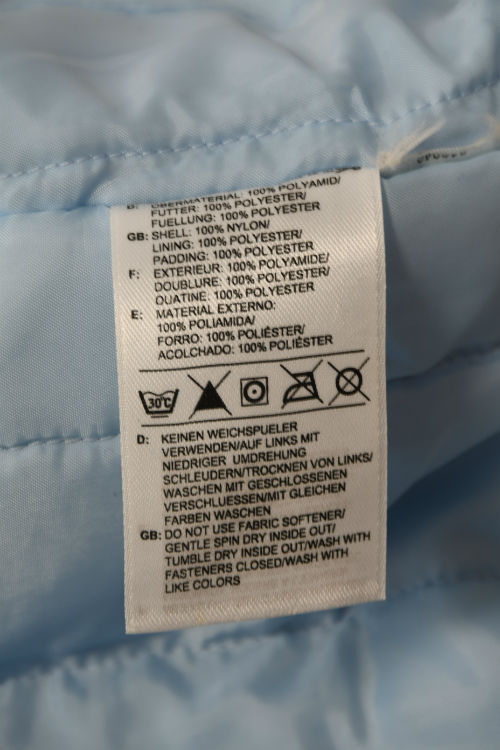 D: OBERMATERIAL: 100% POLYAMID/
FUTTER: 100% POLYESTER/
FUELLUNG: 100% POLYESTER
GB: SHELL: 100% NYLON/
LINING: 100% POLYESTER/
PADDING: 100% POLYESTER
F: EXTERIEUR: 100% POLYAMIDE/
DOUBLURE: 100% POLYESTER/
OUATINE: 100% POLYESTER
E: MATERIAL EXTERNO:
100% POLIAMIDA/
FORRO: 100% POLIÉSTER/
ACOLCHADO: 100% POLIÉSTER
30°C
D: KEINEN WEICHSPUELER
VERWENDEN/AUF LINKS MIT
NIEDRIGER UMDREHUNG
SCHLEUDERN/TROCKNEN VON LINKS/
WASCHEN MIT GESCHLOSSENEN
VERSCHLUESSEN/MIT GLEICHEN
FARBEN WASCHEN
GB: DO NOT USE FABRIC SOFTENER/
GENTLE SPIN DRY INSIDE OUT/
TUMBLE DRY INSIDE OUT/WASH WITH
FASTENERS CLOSED/WASH WITH
LIKE COLORS